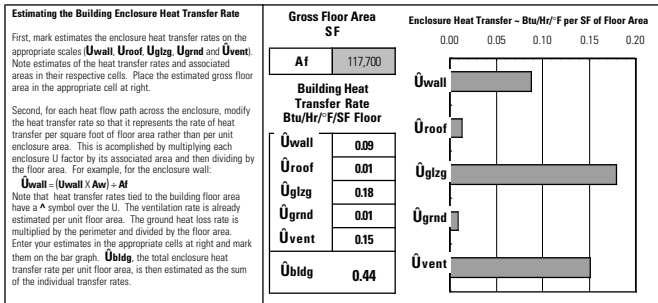 Estimating the Building Enclosure Heat Transfer Rate
First, mark estimates the enclosure heat transfer rates on the
appropriate scales (Uwall, Uroof, Uglzg, Ugrnd and Ûvent).
Note estimates of the heat transfer rates and associated
areas in their respective cells. Place the estimated gross floor
area in the appropriate cell at right.
Second, for each heat flow path across the enclosure, modify
the heat transfer rate so that it represents the rate of heat
transfer per square foot of floor area rather than per unit
enclosure area. This is acomplished by multiplying each
enclosure U factor by its associated area and then dividing by
the floor area. For example, for the enclosure wall:
Ûwall = (Uwall X Aw) ÷ Af
Note that heat transfer rates tied to the building floor area
have a ^ symbol over the U. The ventilation rate is already
estimated per unit floor area. The ground heat loss rate is
multiplied by the perimeter and divided by the floor area.
Enter your estimates in the appropriate cells at right and mark
them on the bar graph. Ûbldg, the total enclosure heat
transfer rate per unit floor area, is then estimated as the sum
of the individual transfer rates.
Gross Floor Area
SF
Af 117,700
Building Heat
Transfer Rate
Btu/Hr/°F/SF Floor
Ûwall 0.09
Ûroof 0.01
Ûglzg 0.18
Ûgrnd 0.01
Ûvent 0.15
Ûbldg 0.44
Enclosure Heat Transfer ~ Btu/Hr/°F per SF of Floor Area
0.00 0.05 0.10 0.15 0.20
Ûwall
Ûroof
Ûglzg
Ûgrnd
Ûvent